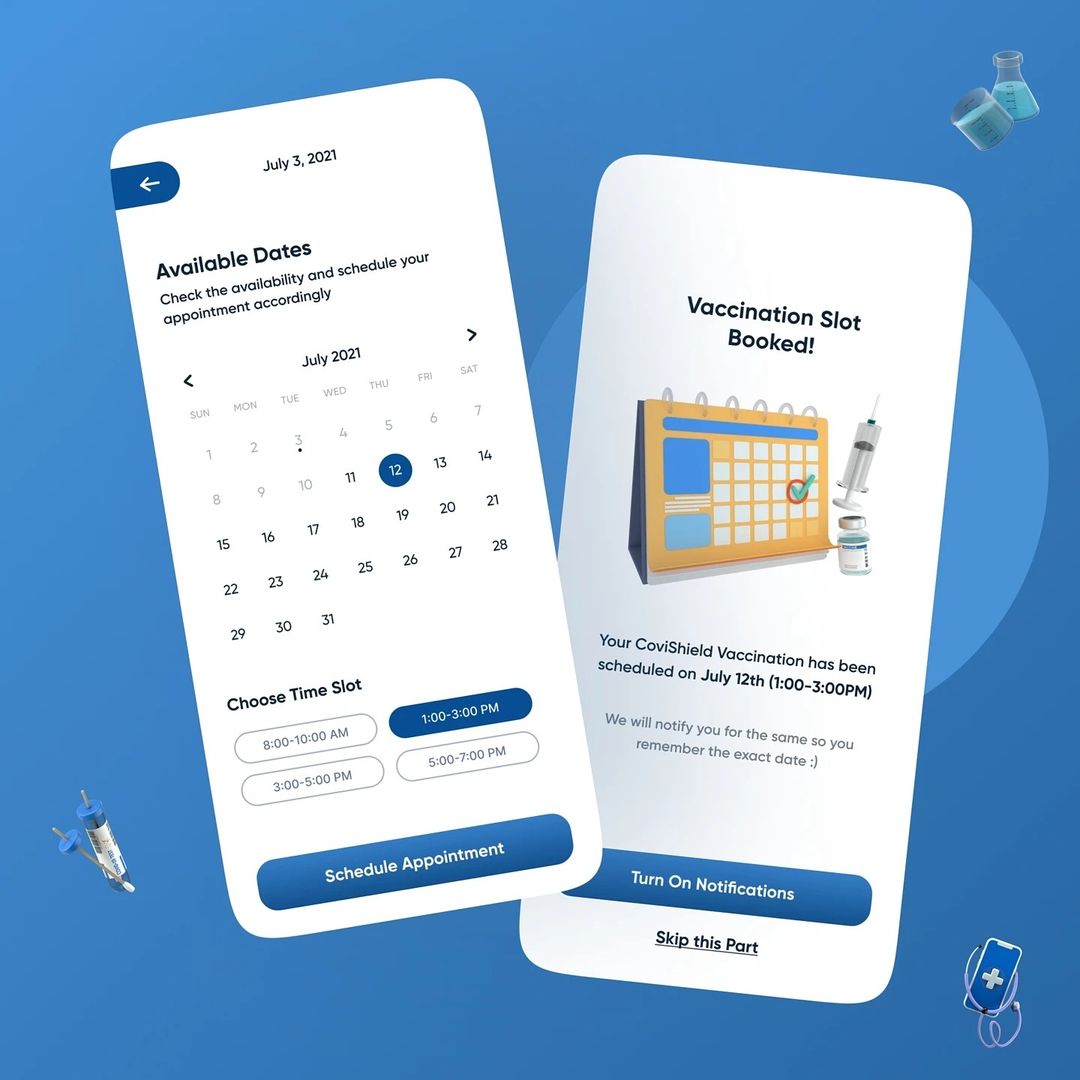 July 3, 2021
Available Dates
Check the availability and schedule your
appointment accordingly
July 2021
SUN MON TUE WED THU FRI SAT
1 2 3 4 5 6 7
8 9 10 11 12 13 14
15 16 17 18 19 20 21
22 23 24 25 26 27 28
29 30 31
Choose Time Slot
8:00-10:00 AM 1:00-3:00 PM
3:00-5:00 PM 5:00-7:00 PM
Schedule Appointment
Vaccination Slot
Booked!
Your CoviShield Vaccination has been
scheduled on July 12th (1:00-3:00PM)
We will notify you for the same so you
remember the exact date :)
Turn On Notifications
Skip this Part